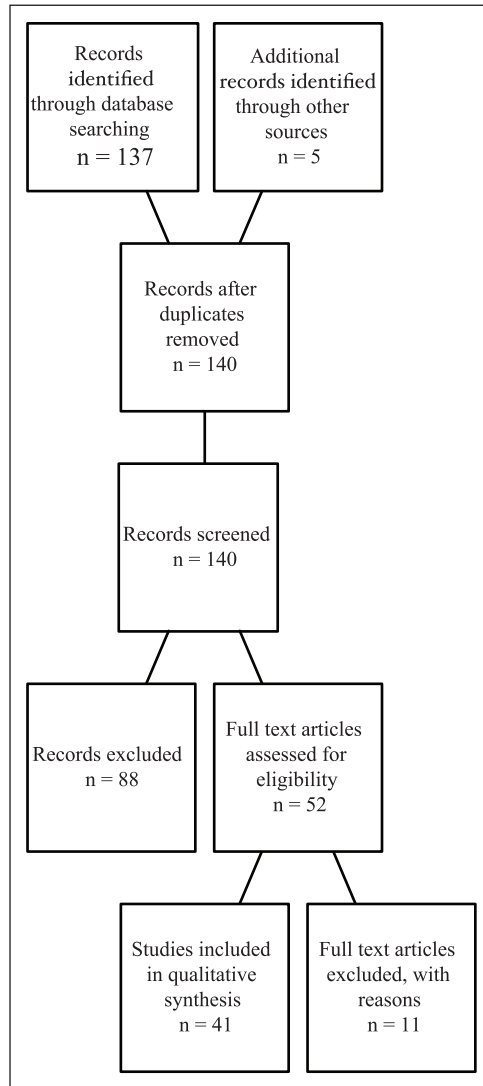 Records
identified
through database
searching
n = 137
Additional
records identified
through other
sources
n = 5
Records after
duplicates
removed
n = 140
Records screened
n = 140
Records excluded
n = 88
Full text articles
assessed for
eligibility
n = 52
Studies included
in qualitative
synthesis
n = 41
Full text articles
excluded, with
reasons
n = 11